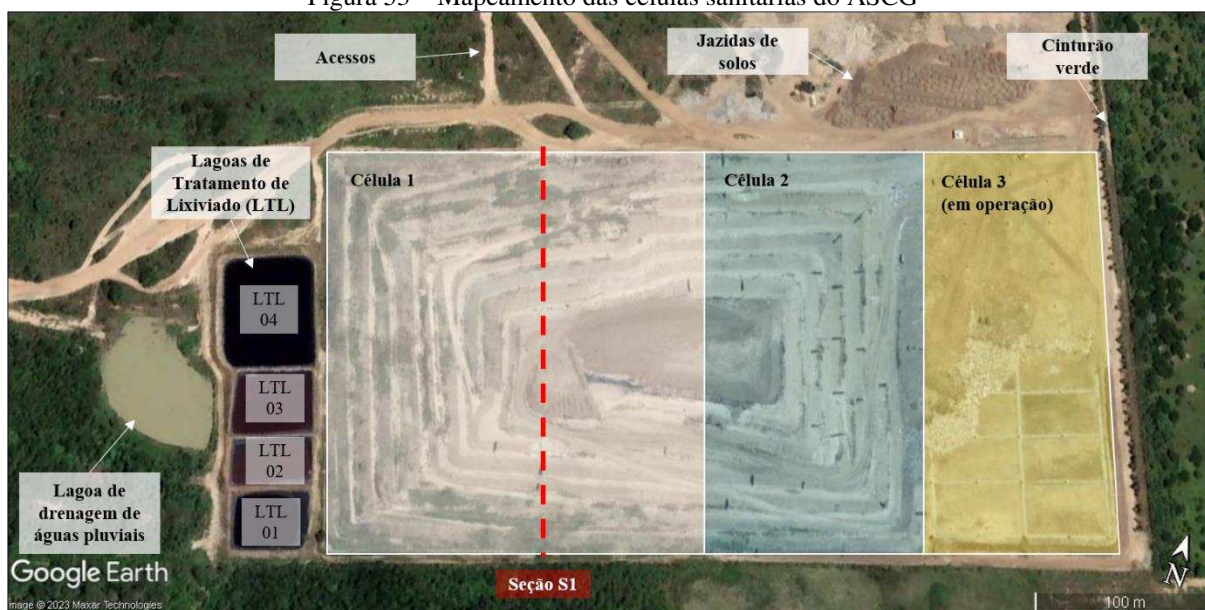 Figura 33 – Mapeamento das células sanitárias do ASCG
Acessos
Jazidas de
solos
Cinturão
verde
Lagoas de
Tratamento de
Lixiviado (LTL)
Célula 1
Célula 2
Célula 3
(em operação)
LTL
04
LTL
03
LTL
02
LTL
01
Lagoa de
drenagem de
águas pluviais
Seção S1
Google Earth
Image © 2023 Maxar Technologies
N
100 m